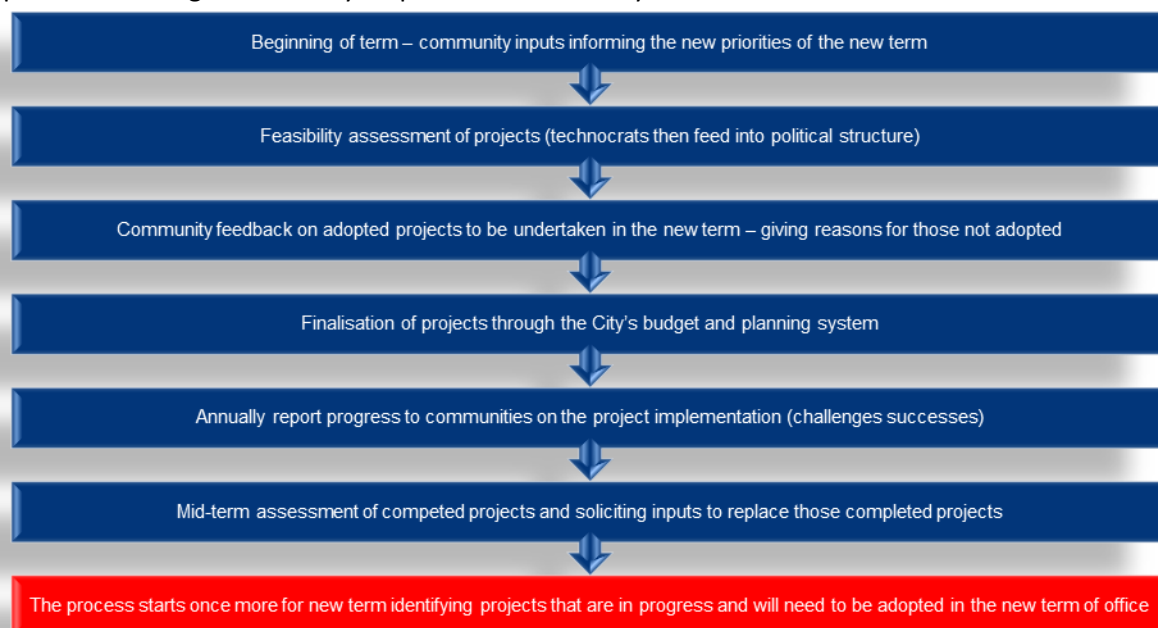 Beginning of term – community inputs informing the new priorities of the new term
Feasibility assessment of projects (technocrats then feed into political structure)
Community feedback on adopted projects to be undertaken in the new term – giving reasons for those not adopted
Finalisation of projects through the City's budget and planning system
Annually report progress to communities on the project implementation (challenges successes)
Mid-term assessment of competed projects and soliciting inputs to replace those completed projects
The process starts once more for new term identifying projects that are in progress and will need to be adopted in the new term of office